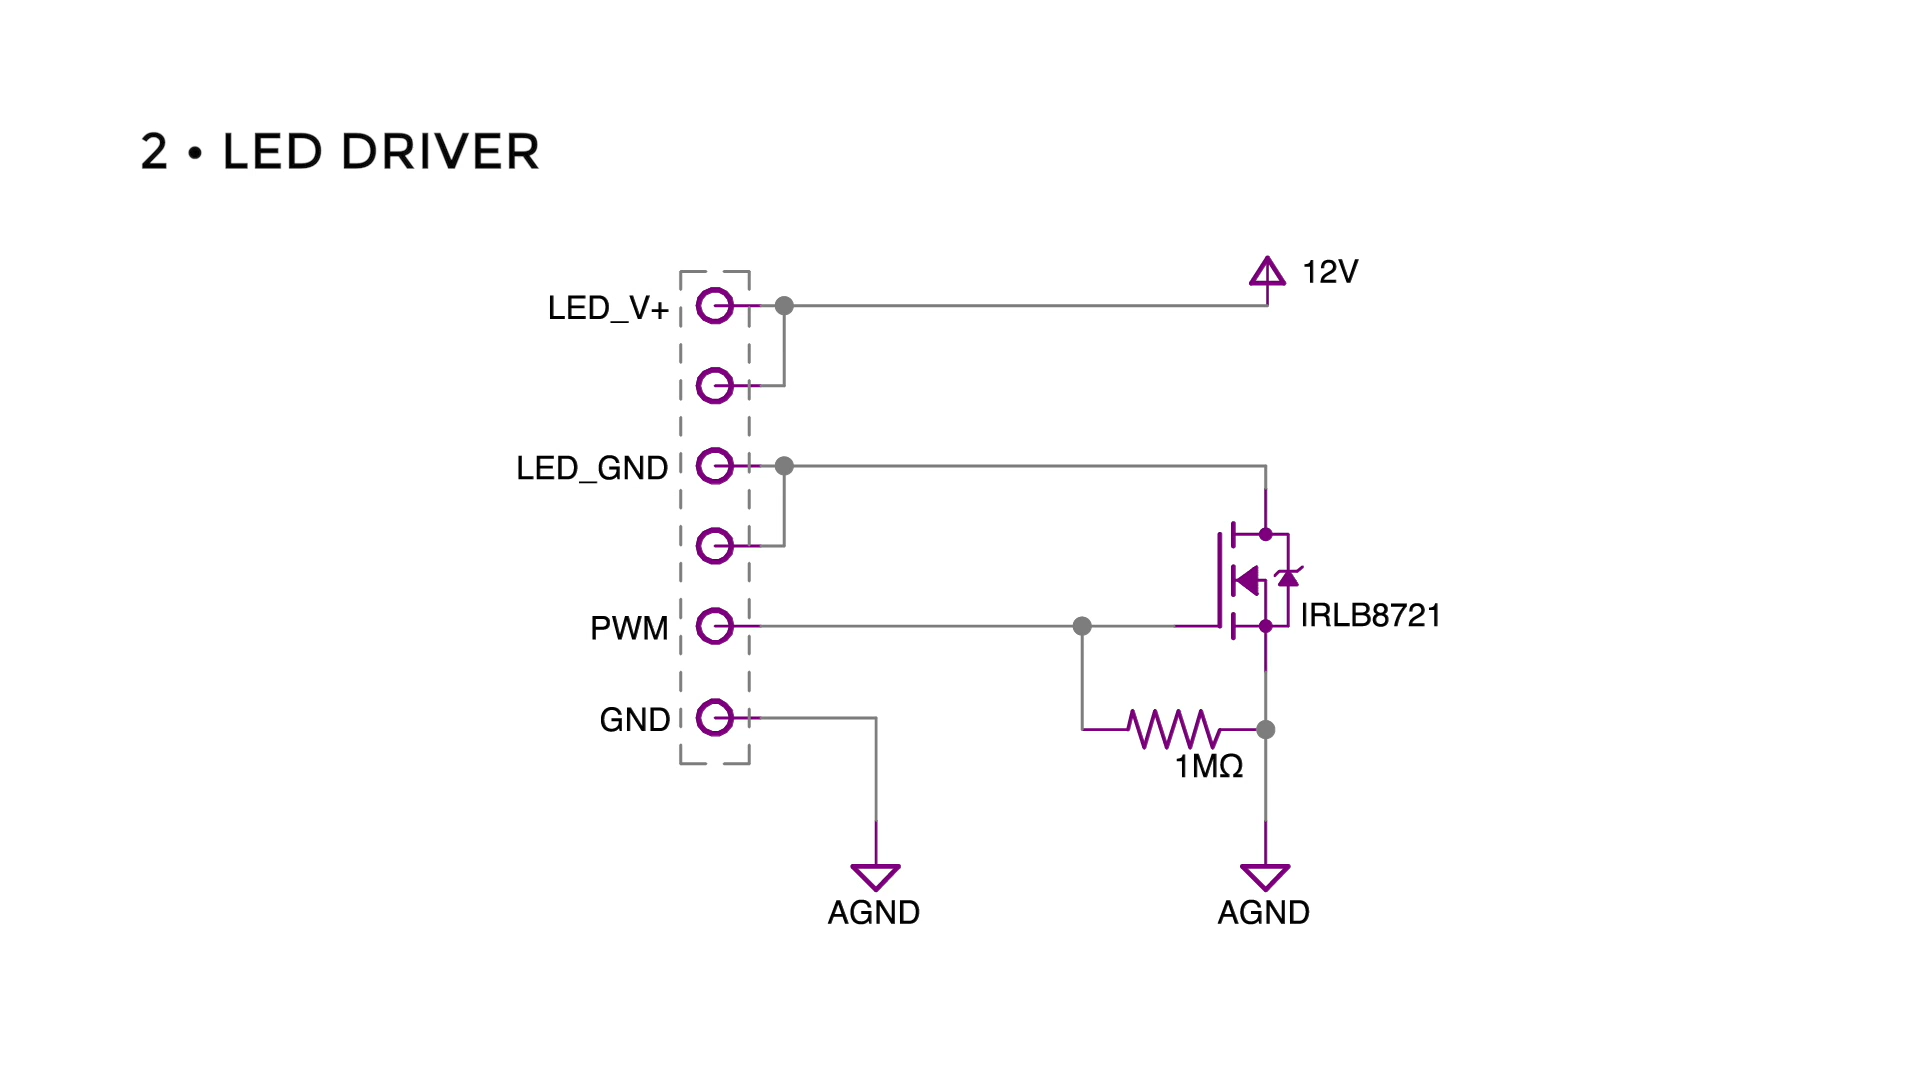 2 • LED DRIVER
12V
LED_V+
LED_GND
PWM
IRLB8721
GND
1MΩ
AGND
AGND